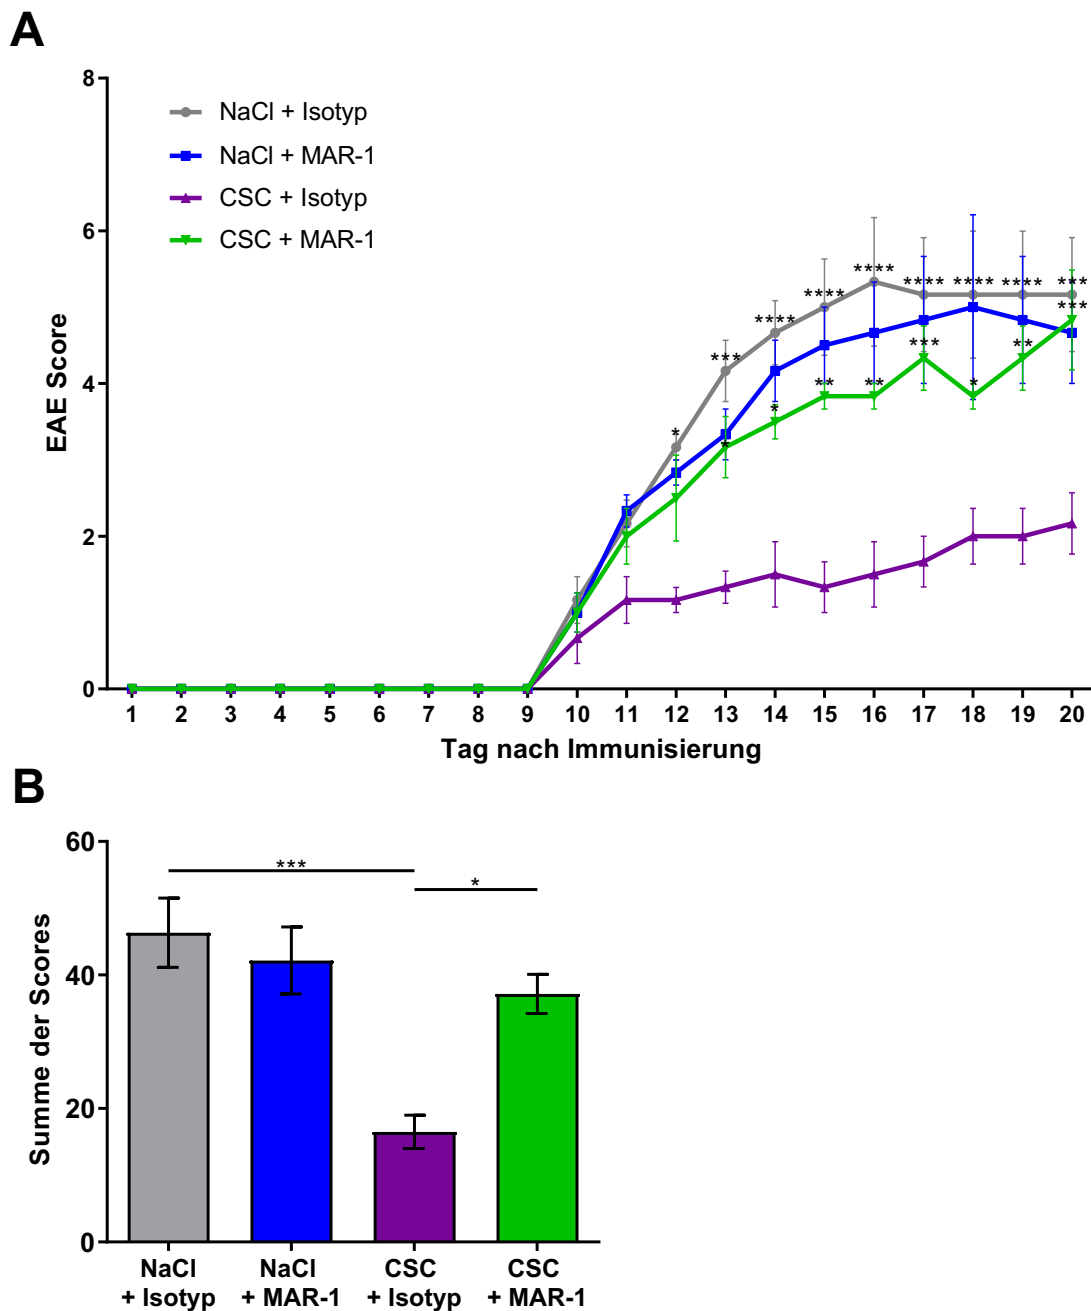 A
8
6
4
2
0
EAE Score
NaCl + Isotyp
NaCl + MAR-1
CSC + Isotyp
CSC + MAR-1
* *** **** **** **** **** **** **** ***
* * ** ** *** * ** ***
1 2 3 4 5 6 7 8 9 10 11 12 13 14 15 16 17 18 19 20
Tag nach Immunisierung
B
60
40
20
0
Summe der Scores
***
*
NaCl + Isotyp
NaCl + MAR-1
CSC + Isotyp
CSC + MAR-1